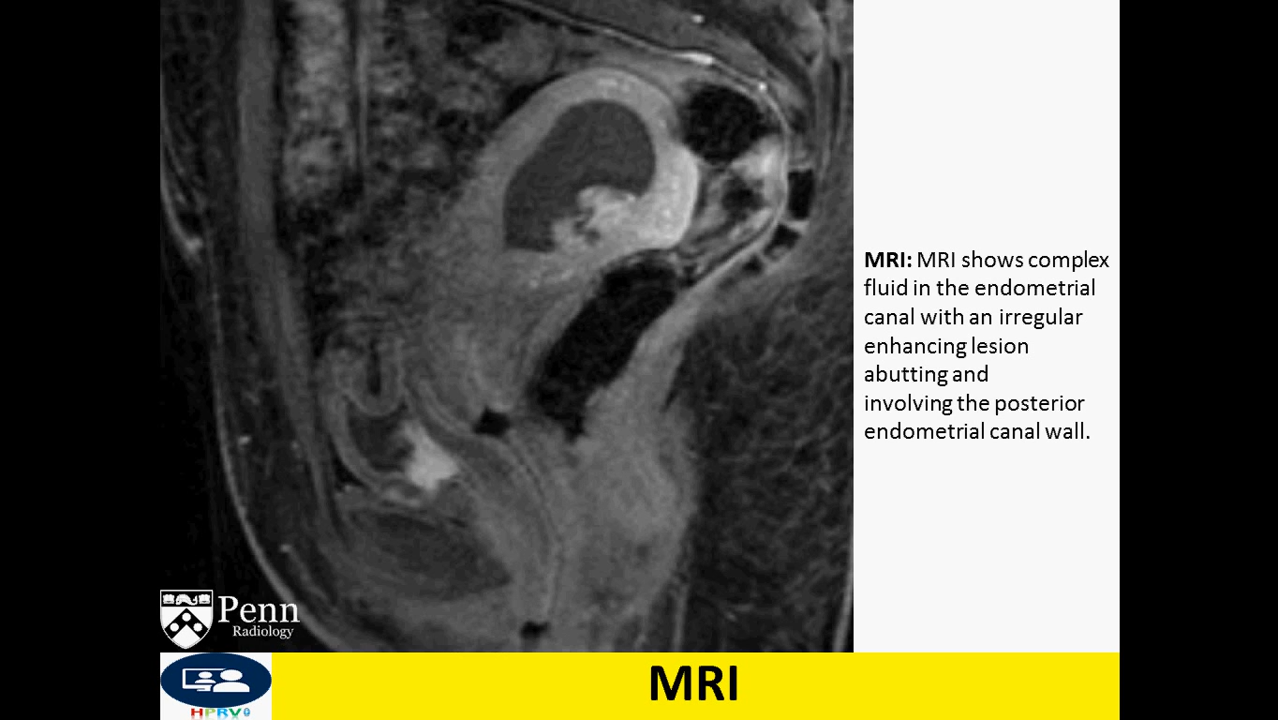 MRI: MRI shows complex
fluid in the endometrial
canal with an irregular
enhancing lesion
abutting and
involving the posterior
endometrial canal wall.
Penn
Radiology
MRI
HPRV